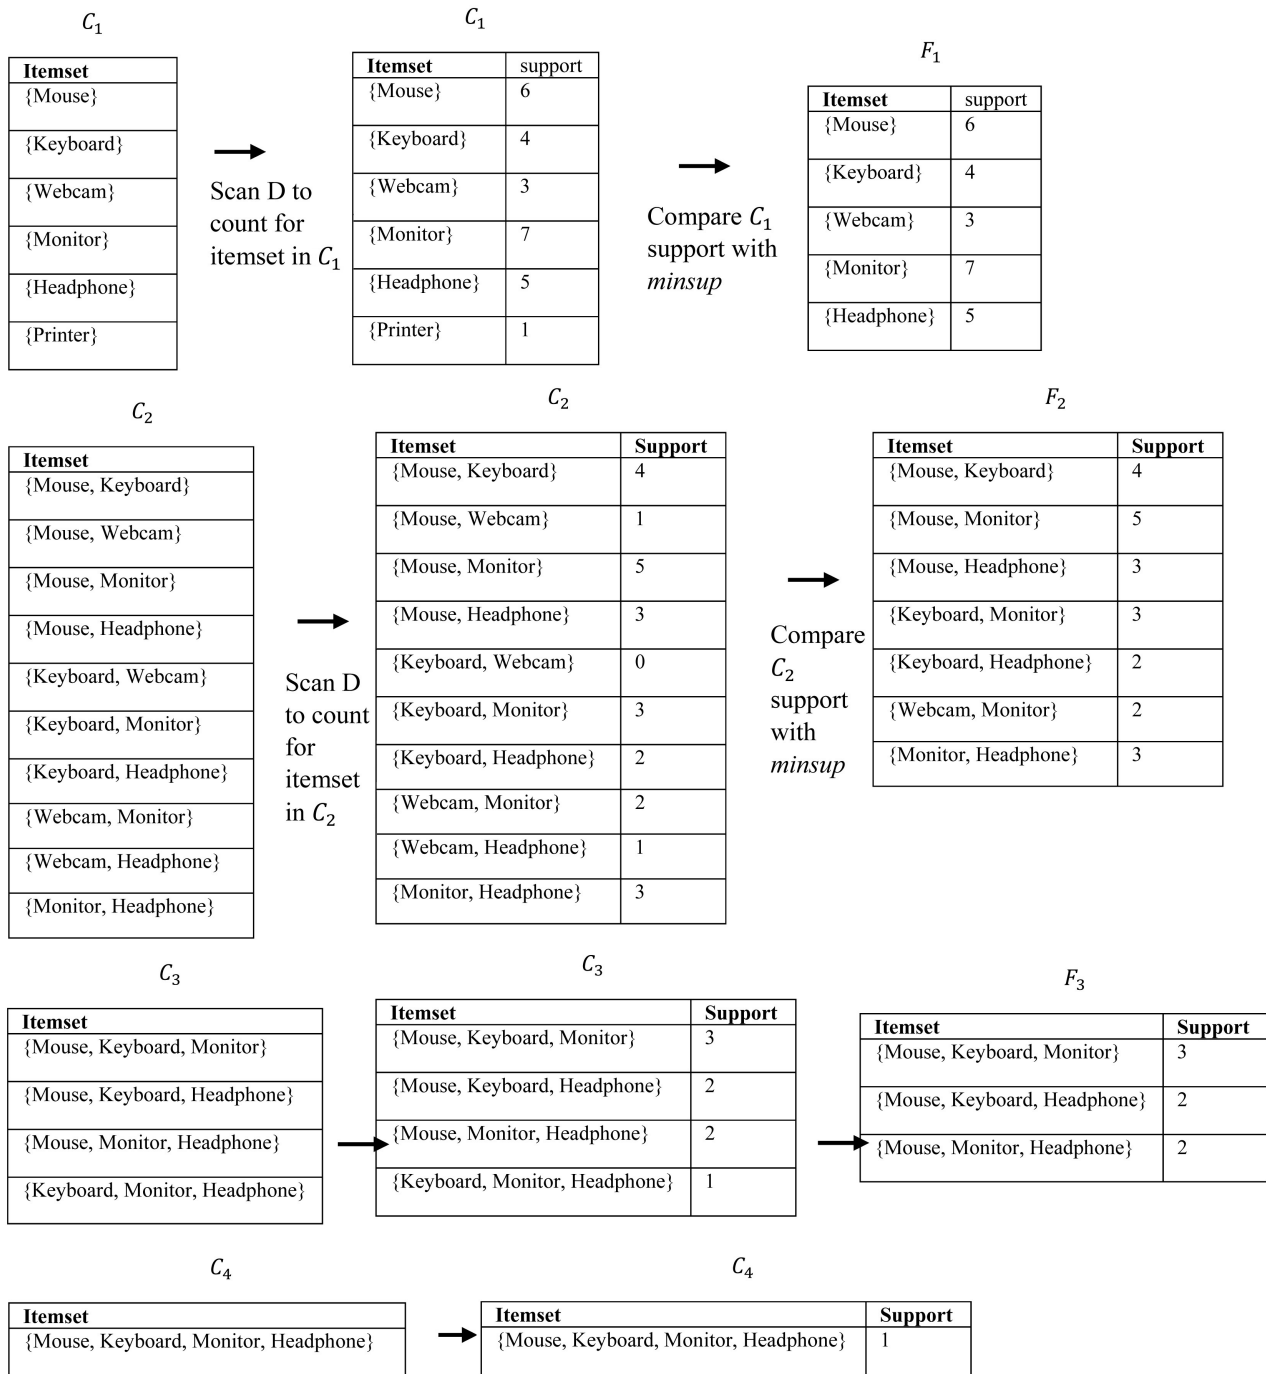 C₁
Itemset
{Mouse}
{Keyboard}
{Webcam}
{Monitor}
{Headphone}
{Printer}
Scan D to
count for
itemset in C₁
C₁
Itemset support
{Mouse} 6
{Keyboard} 4
{Webcam} 3
{Monitor} 7
{Headphone} 5
{Printer} 1
Compare C₁
support with
minsup
F₁
Itemset support
{Mouse} 6
{Keyboard} 4
{Webcam} 3
{Monitor} 7
{Headphone} 5
C₂
Itemset
{Mouse, Keyboard}
{Mouse, Webcam}
{Mouse, Monitor}
{Mouse, Headphone}
{Keyboard, Webcam}
{Keyboard, Monitor}
{Keyboard, Headphone}
{Webcam, Monitor}
{Webcam, Headphone}
{Monitor, Headphone}
Scan D
to count
for
itemset
in C₂
C₂
Itemset Support
{Mouse, Keyboard} 4
{Mouse, Webcam} 1
{Mouse, Monitor} 5
{Mouse, Headphone} 3
{Keyboard, Webcam} 0
{Keyboard, Monitor} 3
{Keyboard, Headphone} 2
{Webcam, Monitor} 2
{Webcam, Headphone} 1
{Monitor, Headphone} 3
Compare
C₂
support
with
minsup
F₂
Itemset Support
{Mouse, Keyboard} 4
{Mouse, Monitor} 5
{Mouse, Headphone} 3
{Keyboard, Monitor} 3
{Keyboard, Headphone} 2
{Webcam, Monitor} 2
{Monitor, Headphone} 3
C₃
Itemset
{Mouse, Keyboard, Monitor}
{Mouse, Keyboard, Headphone}
{Mouse, Monitor, Headphone}
{Keyboard, Monitor, Headphone}
C₃
Itemset Support
{Mouse, Keyboard, Monitor} 3
{Mouse, Keyboard, Headphone} 2
{Mouse, Monitor, Headphone} 2
{Keyboard, Monitor, Headphone} 1
F₃
Itemset Support
{Mouse, Keyboard, Monitor} 3
{Mouse, Keyboard, Headphone} 2
{Mouse, Monitor, Headphone} 2
C₄
Itemset
{Mouse, Keyboard, Monitor, Headphone}
C₄
Itemset Support
{Mouse, Keyboard, Monitor, Headphone} 1